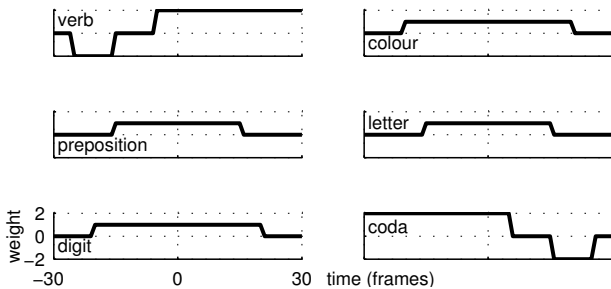 verb
colour
preposition
letter
weight
2
0
−2
digit
coda
−30
0
30
time (frames)